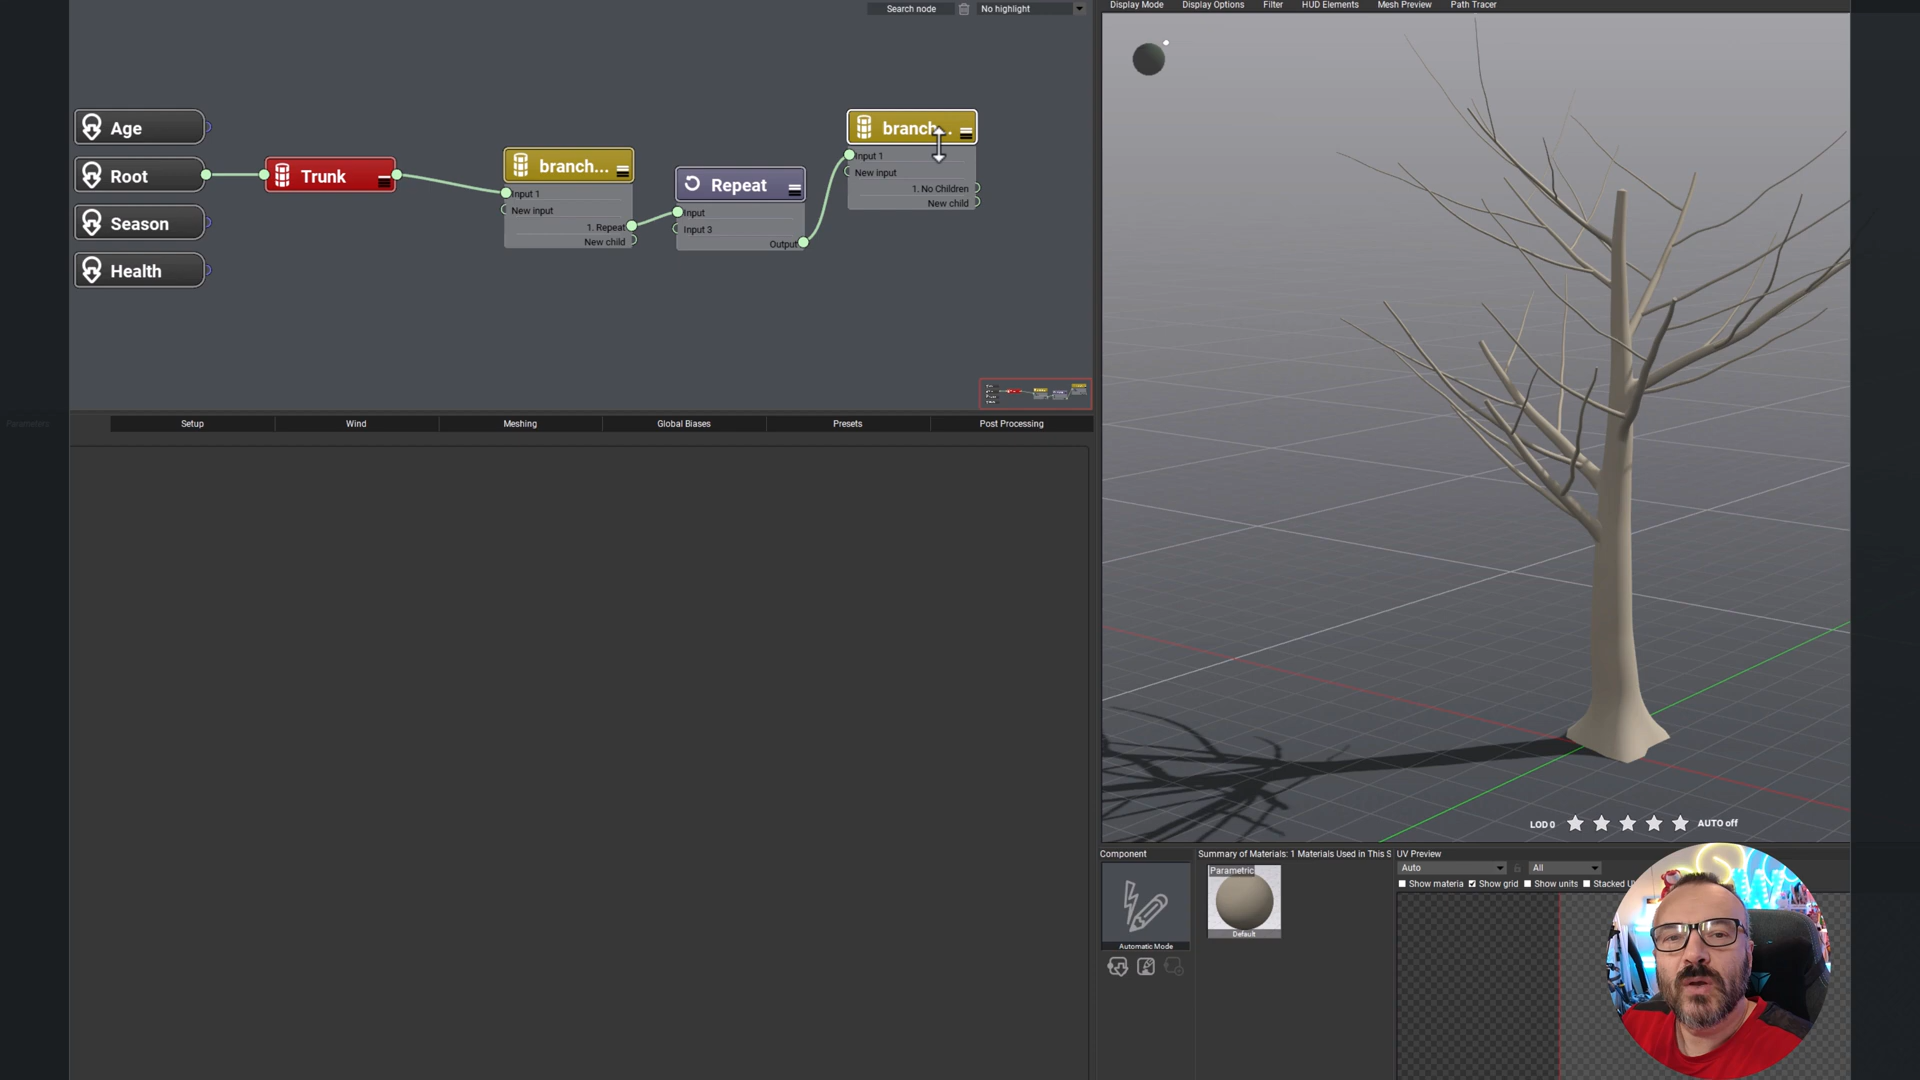 Search node
No highlight
Display Mode
Display Options
Filter
HUD Elements
Mesh Preview
Path Tracer
Age
Root
Season
Health
Trunk
branch...
Input 1
New input
1. Repeat
New child
Repeat
Input
Input 3
Output
branch...
Input 1
New input
1. No Children
New child
Parameters
Setup
Wind
Meshing
Global Biases
Presets
Post Processing
LOD 0
AUTO off
Component
Automatic Mode
Summary of Materials: 1 Materials Used in This S
Parametric
Default
UV Preview
Auto
All
Show materia
Show grid
Show units
Stacked U